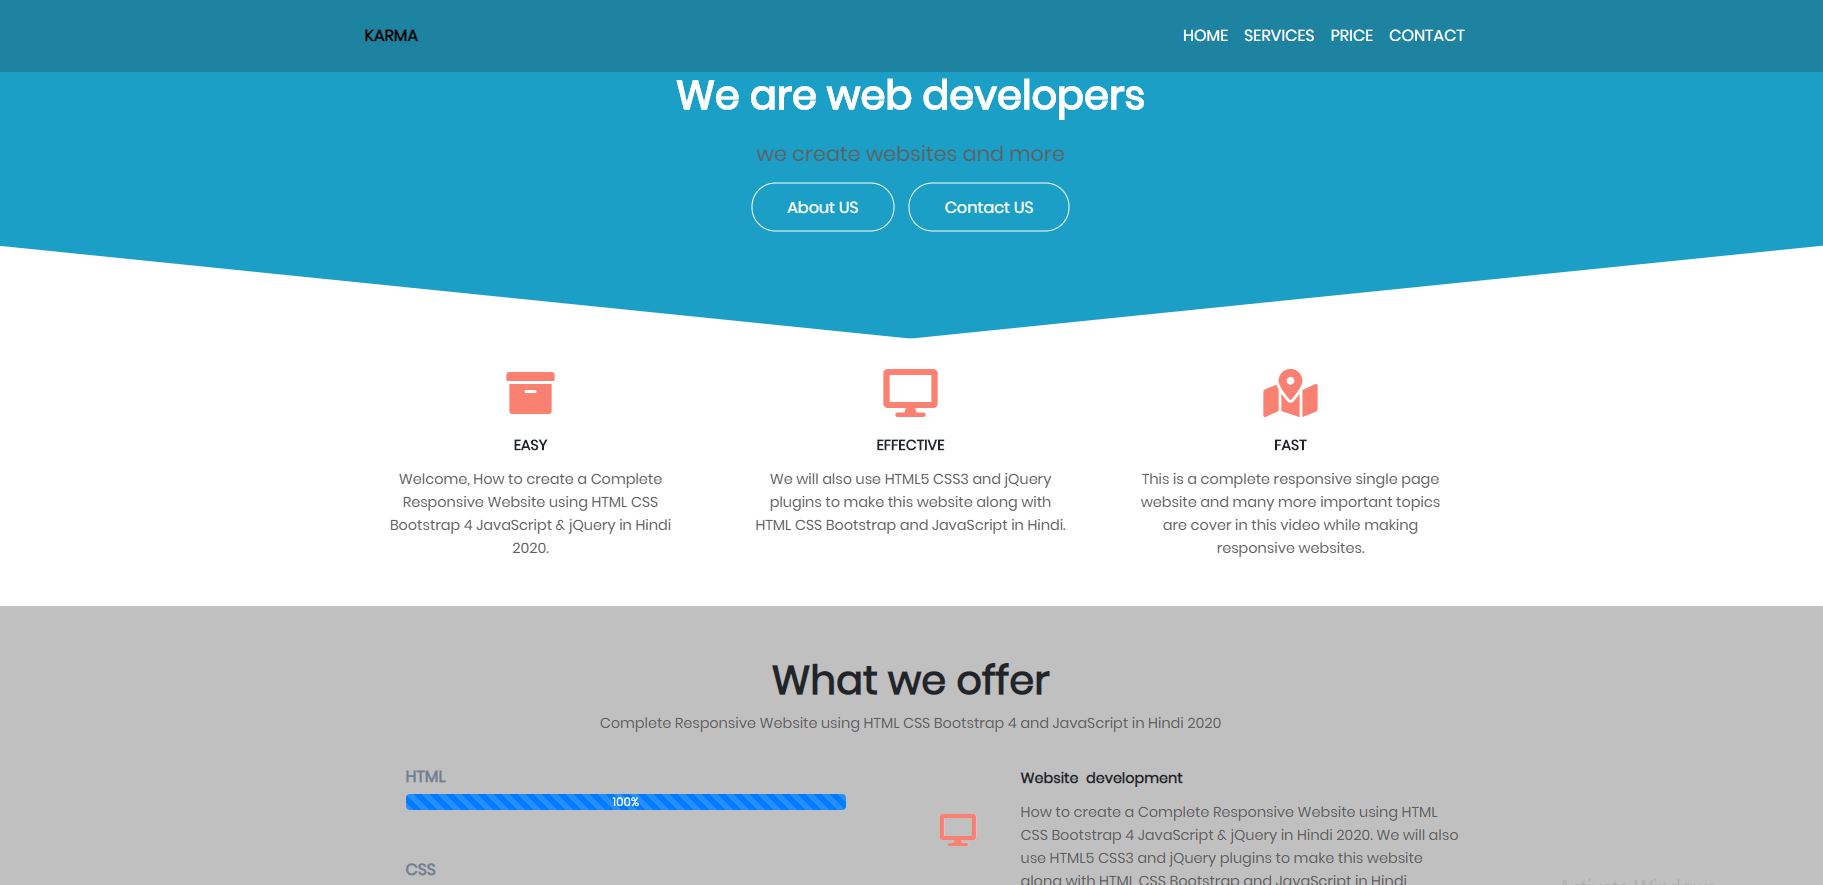 KARMA
HOME SERVICES PRICE CONTACT
We are web developers
we create websites and more
About US
Contact US
EASY
Welcome, How to create a Complete
Responsive Website using HTML CSS
Bootstrap 4 JavaScript & jQuery in Hindi
2020.
EFFECTIVE
We will also use HTML5 CSS3 and jQuery
plugins to make this website along with
HTML CSS Bootstrap and JavaScript in Hindi.
FAST
This is a complete responsive single page
website and many more important topics
are cover in this video while making
responsive websites.
What we offer
Complete Responsive Website using HTML CSS Bootstrap 4 and JavaScript in Hindi 2020
HTML
100%
CSS
Website development
How to create a Complete Responsive Website using HTML
CSS Bootstrap 4 JavaScript & jQuery in Hindi 2020. We will also
use HTML5 CSS3 and jQuery plugins to make this website
along with HTML CSS Bootstrap and JavaScript in Hindi
Activate Windows